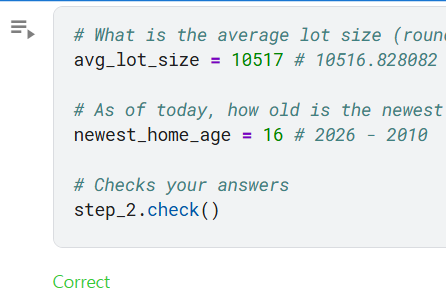 # What is the average lot size (roun
avg_lot_size = 10517 # 10516.828082
# As of today, how old is the newest
newest_home_age = 16 # 2026 - 2010
# Checks your answers
step_2.check()
Correct